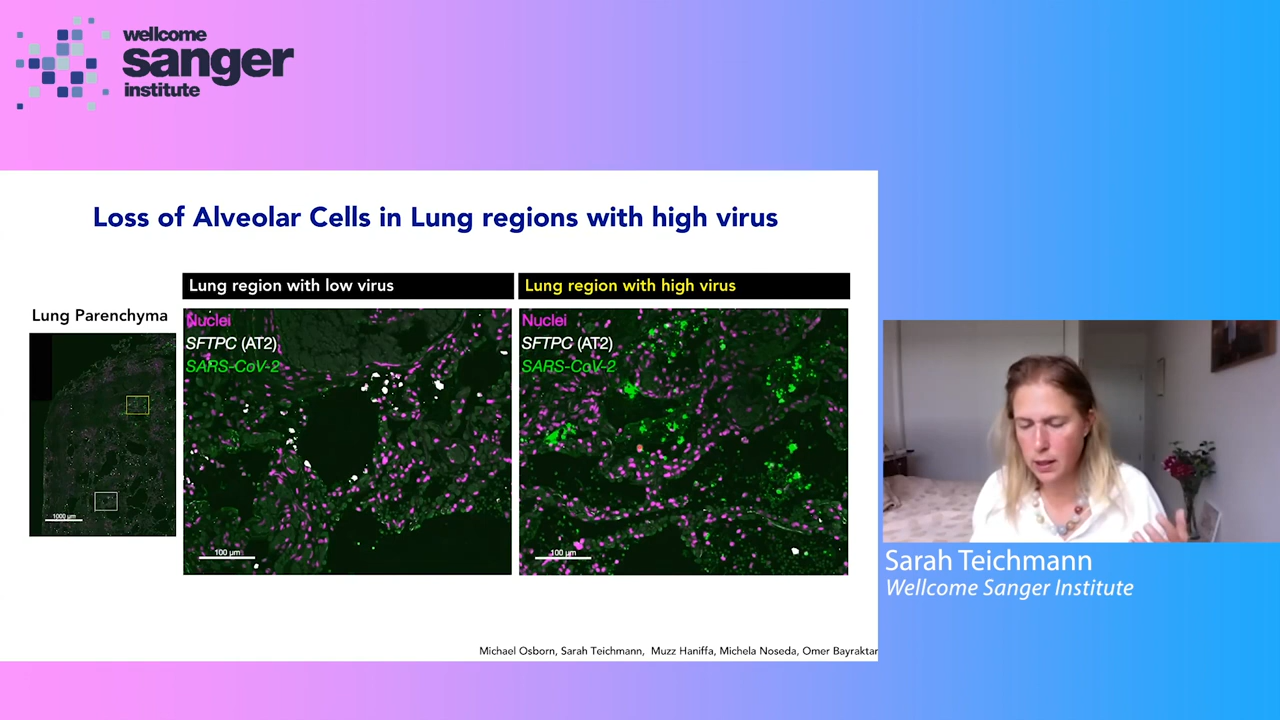 wellcome
sanger
institute
Loss of Alveolar Cells in Lung regions with high virus
Lung region with low virus
Lung region with high virus
Lung Parenchyma
Nuclei
SFTPC (AT2)
SARS-CoV-2
100 µm
Nuclei
SFTPC (AT2)
SARS-CoV-2
100 µm
1000 µm
Sarah Teichmann
Wellcome Sanger Institute
Michael Osborn, Sarah Teichmann, Muzz Haniffa, Michela Noseda, Omer Bayraktar